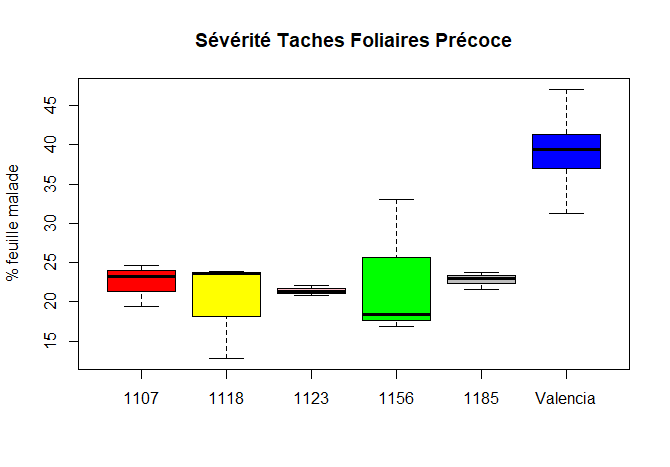 Sévérité Taches Foliaires Précoce
% feuille malade
45
40
35
30
25
20
15
1107 1118 1123 1156 1185 Valencia